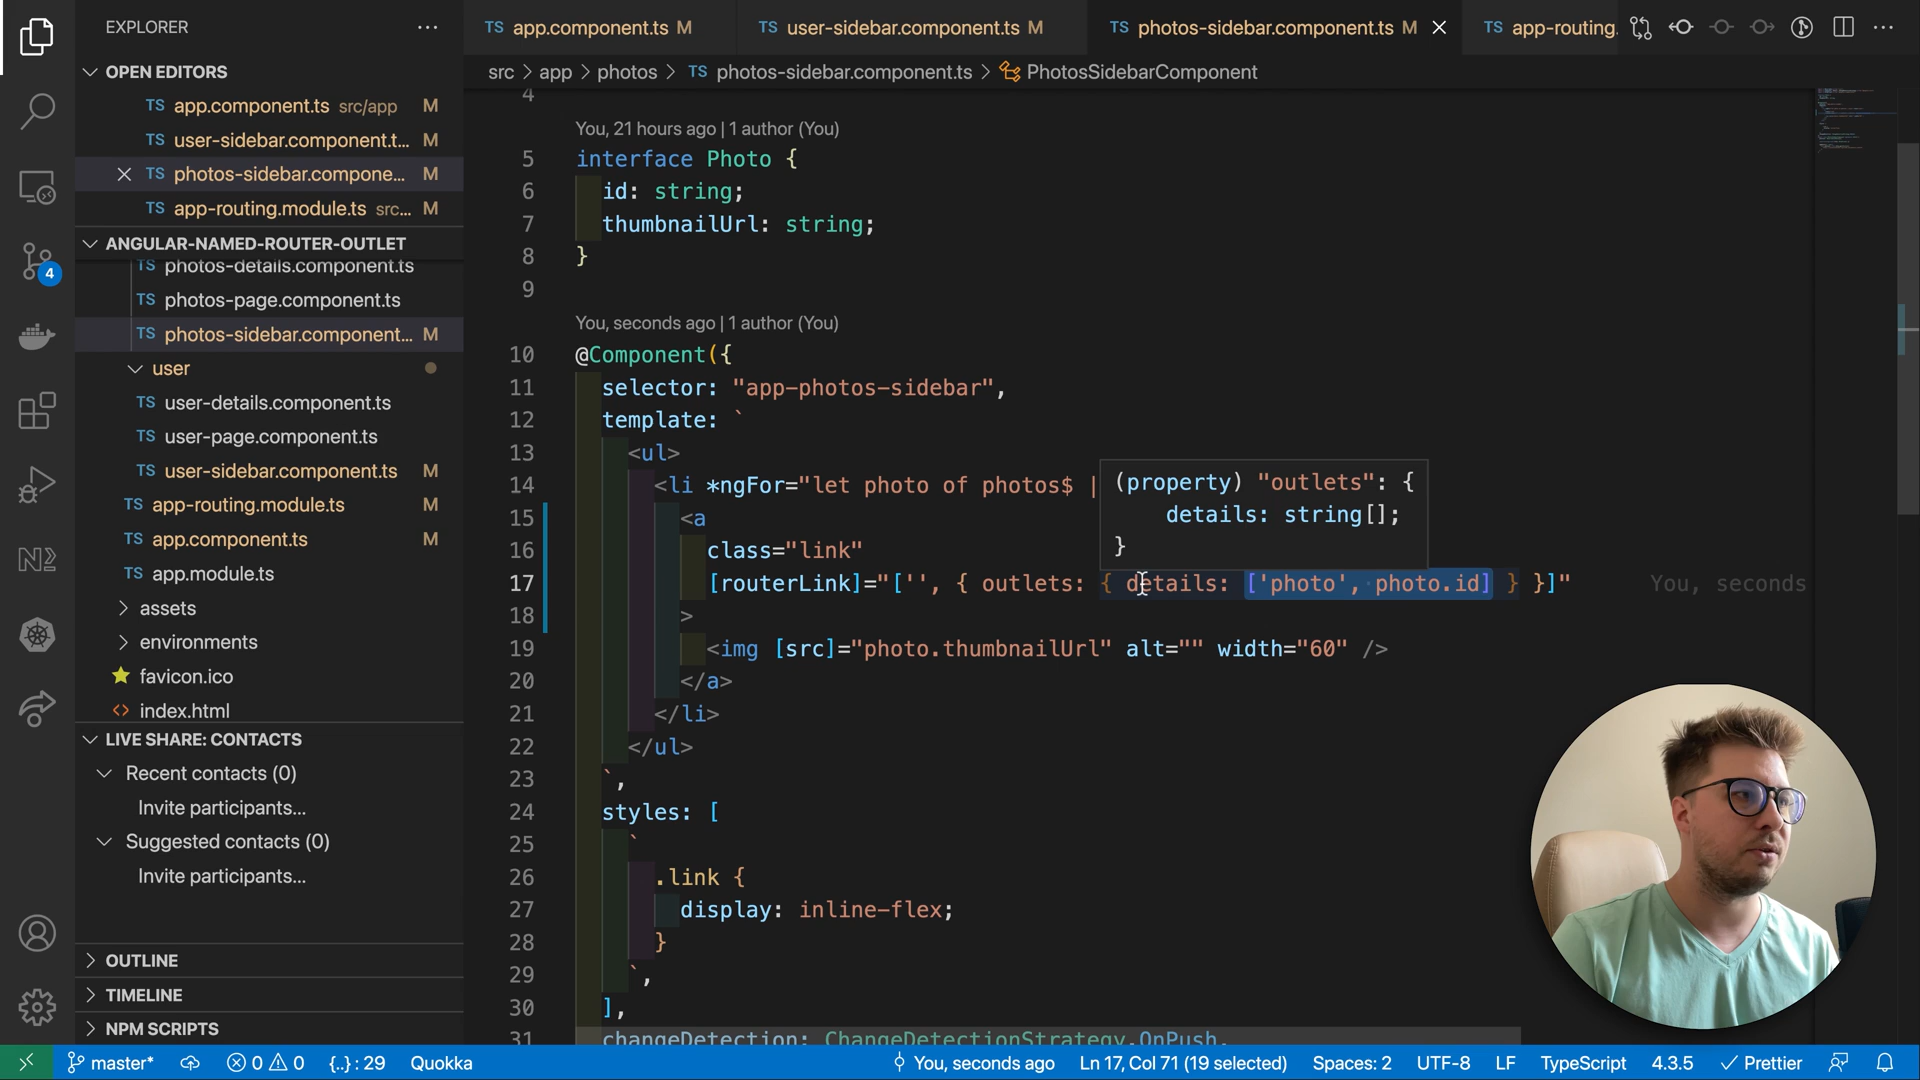 EXPLORER
OPEN EDITORS
TS app.component.ts src/app M
TS user-sidebar.component.t... M
TS photos-sidebar.compone... M
TS app-routing.module.ts src... M
ANGULAR-NAMED-ROUTER-OUTLET
TS photos-details.component.ts
TS photos-page.component.ts
TS photos-sidebar.component... M
user
TS user-details.component.ts
TS user-page.component.ts
TS user-sidebar.component.ts M
TS app-routing.module.ts M
TS app.component.ts M
TS app.module.ts
assets
environments
favicon.ico
index.html
LIVE SHARE: CONTACTS
Recent contacts (0)
Invite participants...
Suggested contacts (0)
Invite participants...
OUTLINE
TIMELINE
NPM SCRIPTS
4
TS app.component.ts M
TS user-sidebar.component.ts M
TS photos-sidebar.component.ts M
TS app-routing.
src > app > photos > TS photos-sidebar.component.ts > PhotosSidebarComponent
4
You, 21 hours ago | 1 author (You)
5 interface Photo {
6 id: string;
7 thumbnailUrl: string;
8 }
9
You, seconds ago | 1 author (You)
10 @Component({
11 selector: "app-photos-sidebar",
12 template: `
13 <ul>
14 <li *ngFor="let photo of photos$ |
(property) "outlets": {
details: string[];
}
15 <a
16 class="link"
17 [routerLink]="['', { outlets: { details: ['photo', photo.id] } }]" You, seconds
18 >
19 <img [src]="photo.thumbnailUrl" alt="" width="60" />
20 </a>
21 </li>
22 </ul>
23 `,
24 styles: [
25 `
26 .link {
27 display: inline-flex;
28 }
29 `,
30 ],
31 changeDetection: ChangeDetectionStrategy.OnPush,
master* 0 0 {..} : 29 Quokka You, seconds ago Ln 17, Col 71 (19 selected) Spaces: 2 UTF-8 LF TypeScript 4.3.5 Prettier